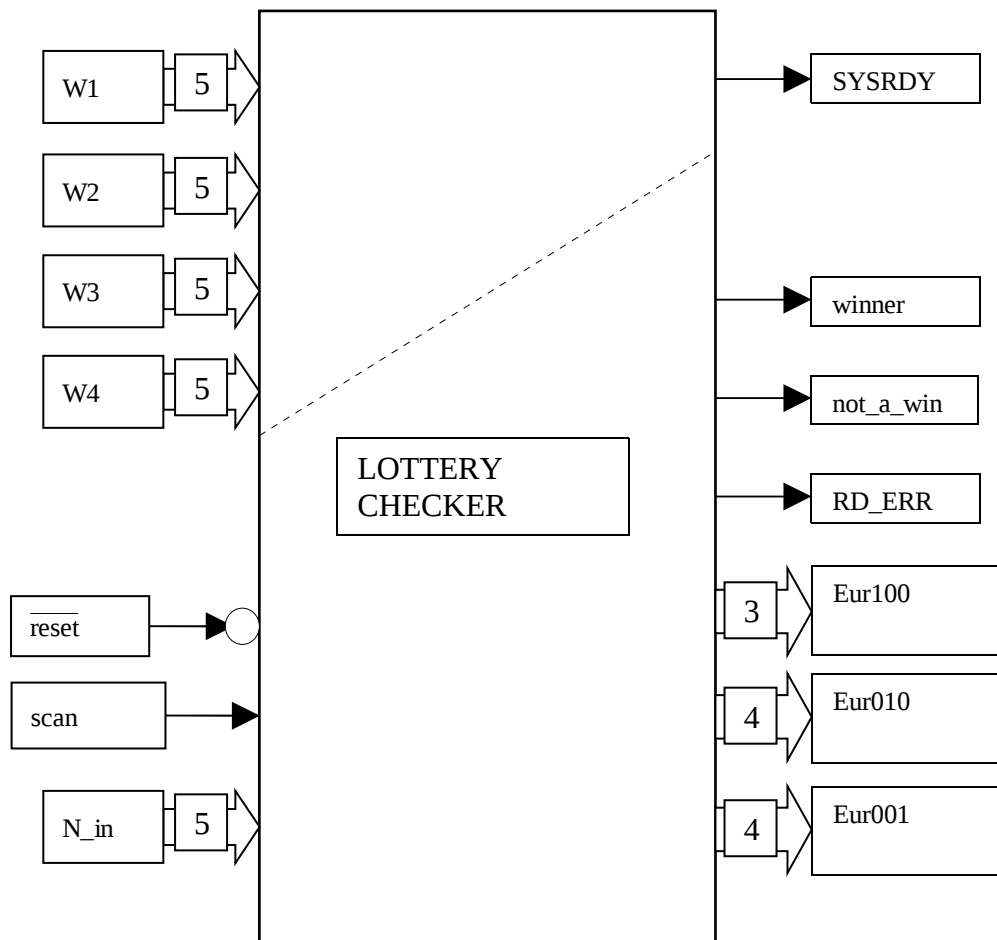 W1
5
SYSRDY
W2
5
W3
5
winner
W4
5
not_a_win
LOTTERY
CHECKER
RD_ERR
reset
3
Eur100
scan
4
Eur010
N_in
5
4
Eur001